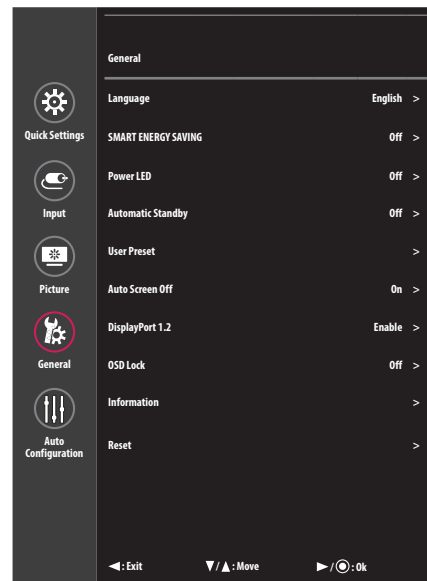 General
Language English >
SMART ENERGY SAVING Off >
Power LED Off >
Automatic Standby Off >
User Preset >
Auto Screen Off On >
DisplayPort 1.2 Enable >
OSD Lock Off >
Information >
Reset >
Quick Settings
Input
Picture
General
Auto
Configuration
◄ : Exit ▼/▲ : Move ►/◉ : Ok